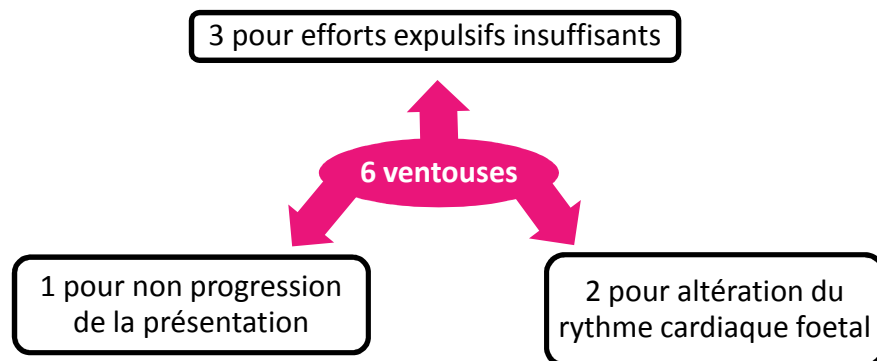 3 pour efforts expulsifs insuffisants
6 ventouses
1 pour non progression
de la présentation
2 pour altération du
rythme cardiaque foetal